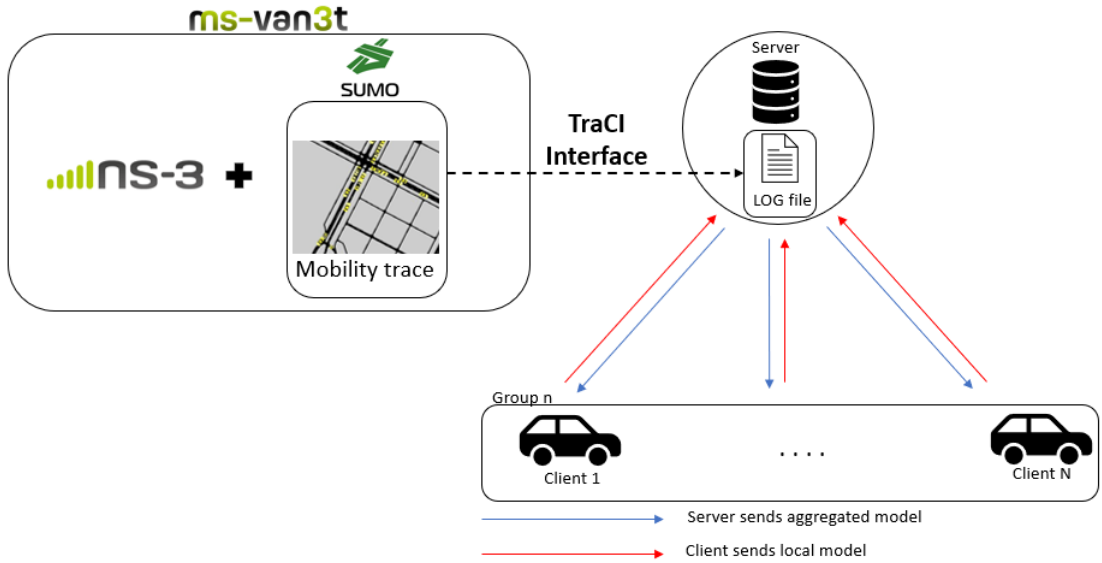 ms-van3t
SUMO
ns-3
+
Mobility trace
TraCI
Interface
Server
LOG file
Group n
Client 1
. . . .
Client N
Server sends aggregated model
Client sends local model